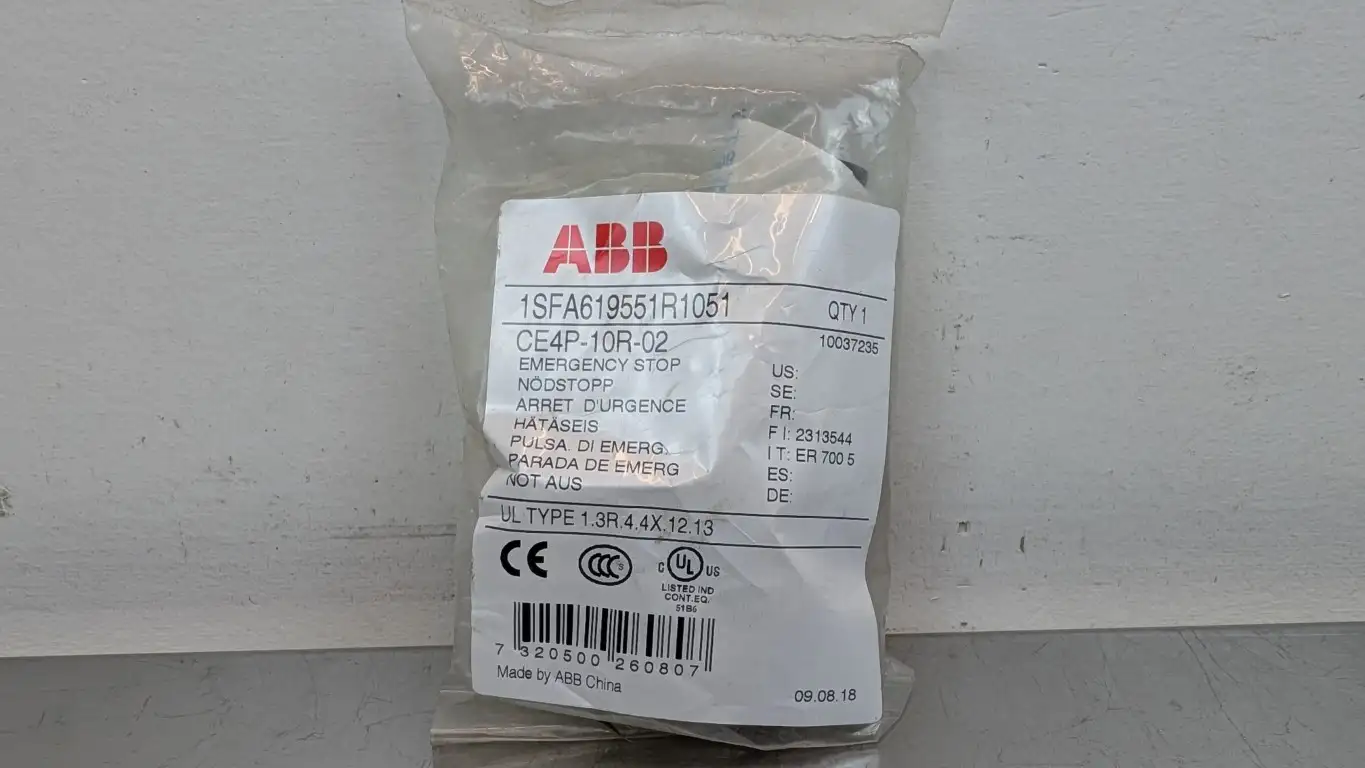 ABB
1SFA619551R1051 QTY 1
CE4P-10R-02 10037235
EMERGENCY STOP US:
NÖDSTOPP SE:
ARRET D'URGENCE FR:
HÄTÄSEIS FI: 2313544
PULSA. DI EMERG. IT: ER 700 5
PARADA DE EMERG ES:
NOT AUS DE:
UL TYPE 1.3R.4.4X.12.13
CE CCC S C UL US
LISTED IND
CONT.EQ.
51B6
7 320500 260807
Made by ABB China 09.08.18